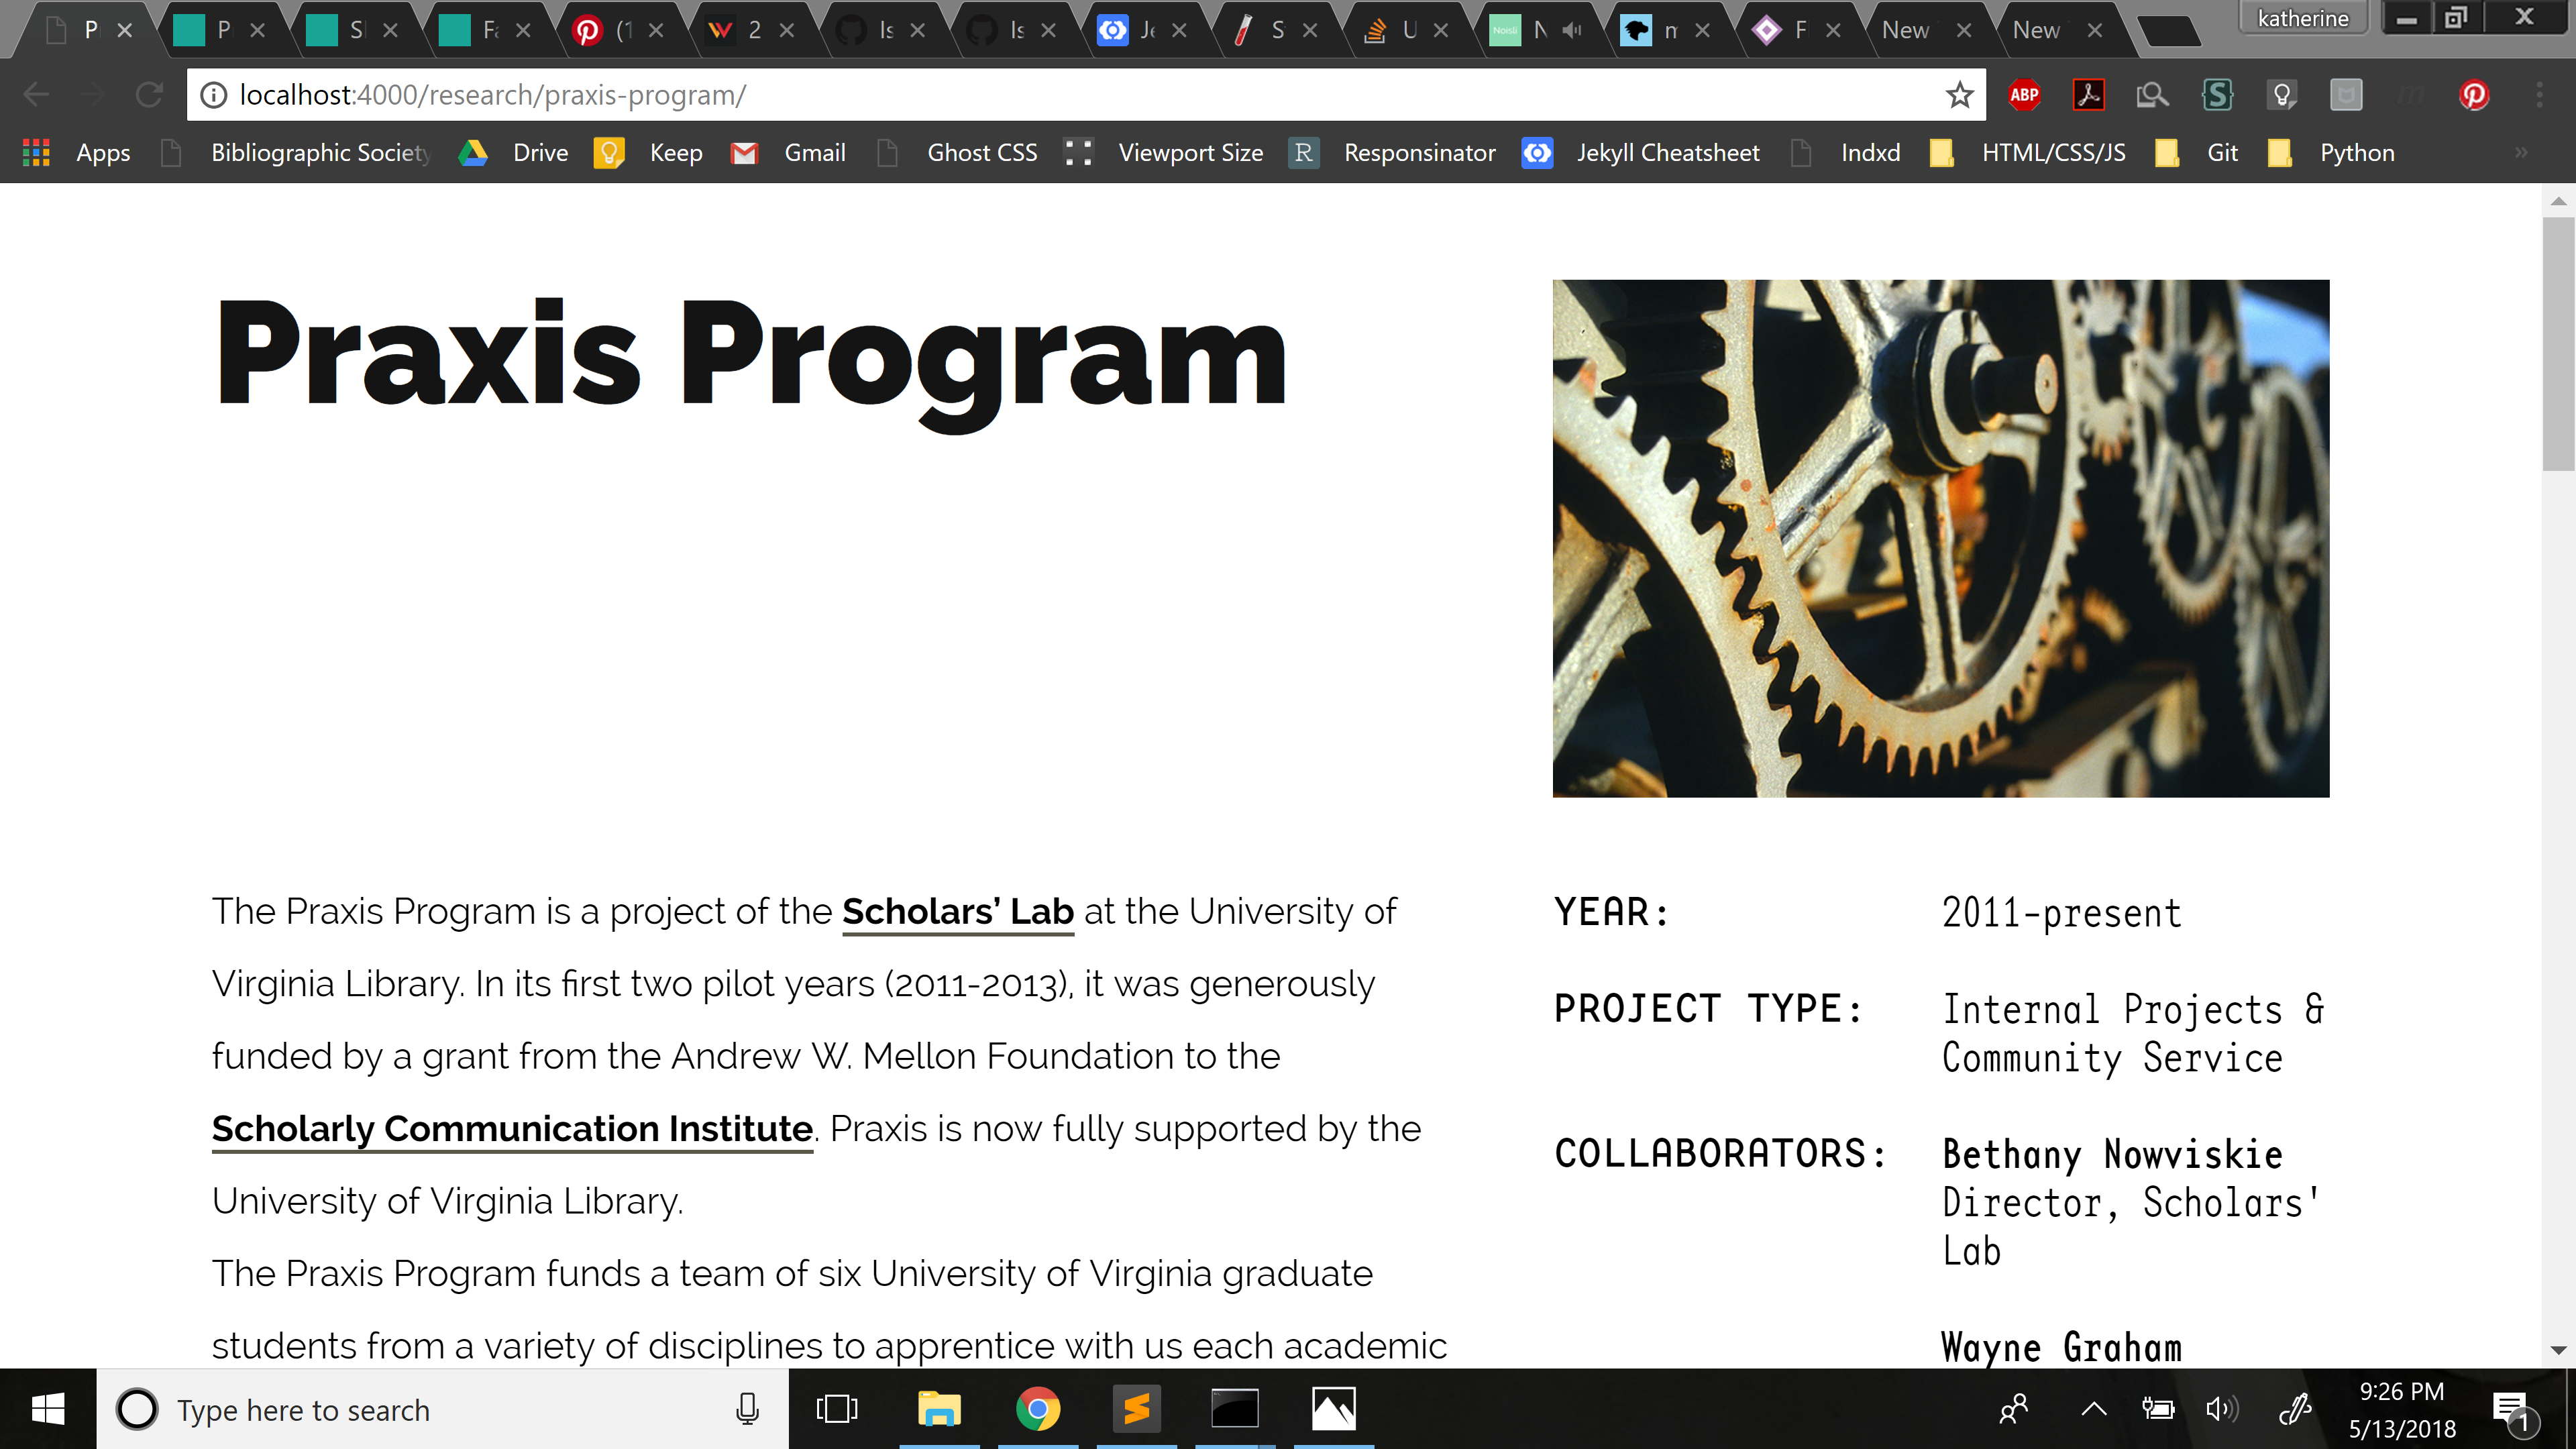 P
P
S
F
(1
2
Is
Is
Je
S
U
Noisli
N
m
F
New
New
katherine
localhost:4000/research/praxis-program/
ABP
S
Apps
Bibliographic Society
Drive
Keep
Gmail
Ghost CSS
Viewport Size
R
Responsinator
Jekyll Cheatsheet
Indxd
HTML/CSS/JS
Git
Python
»
Praxis Program
The Praxis Program is a project of the Scholars’ Lab at the University of
Virginia Library. In its first two pilot years (2011-2013), it was generously
funded by a grant from the Andrew W. Mellon Foundation to the
Scholarly Communication Institute. Praxis is now fully supported by the
University of Virginia Library.
The Praxis Program funds a team of six University of Virginia graduate
students from a variety of disciplines to apprentice with us each academic
YEAR: 2011-present
PROJECT TYPE: Internal Projects &
Community Service
COLLABORATORS: Bethany Nowviskie
Director, Scholars'
Lab
Wayne Graham
Type here to search
9:26 PM
5/13/2018
1